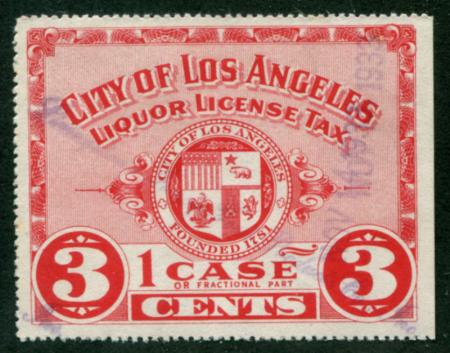 CITY OF LOS ANGELES
LIQUOR LICENSE TAX
CITY OF LOS ANGELES
FOUNDED 1781
3 1 CASE 3
OR FRACTIONAL PART
CENTS